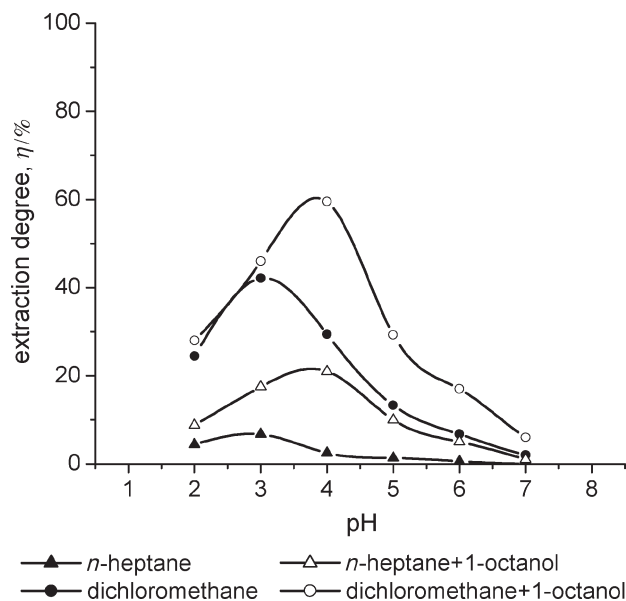 100
80
60
40
20
0
extraction degree, η/%
1 2 3 4 5 6 7 8
pH
n-heptane n-heptane+1-octanol
dichloromethane dichloromethane+1-octanol